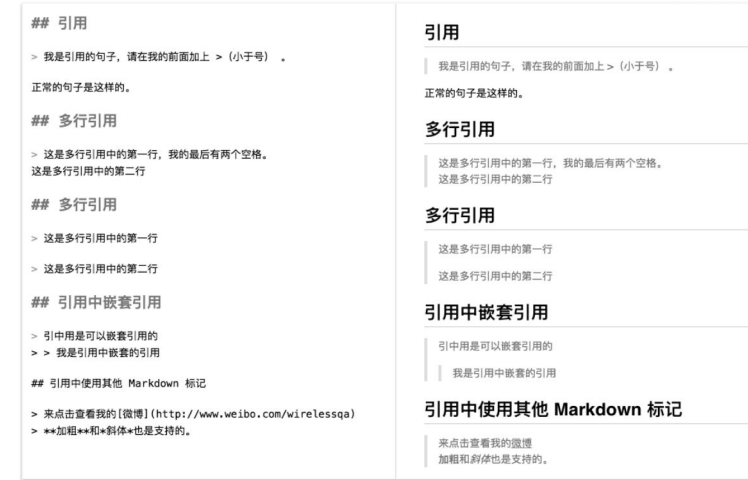 ## 引用
> 我是引用的句子，请在我的前面加上 >（小于号） 。
正常的句子是这样的。
## 多行引用
> 这是多行引用中的第一行，我的最后有两个空格。
这是多行引用中的第二行
## 多行引用
> 这是多行引用中的第一行
> 这是多行引用中的第二行
## 引用中嵌套引用
> 引中用是可以嵌套引用的
> > 我是引用中嵌套的引用
## 引用中使用其他 Markdown 标记
> 来点击查看我的[微博](http://www.weibo.com/wirelessqa)
> **加粗**和*斜体*也是支持的。
引用
我是引用的句子，请在我的前面加上 >（小于号） 。
正常的句子是这样的。
多行引用
这是多行引用中的第一行，我的最后有两个空格。
这是多行引用中的第二行
多行引用
这是多行引用中的第一行
这是多行引用中的第二行
引用中嵌套引用
引中用是可以嵌套引用的
我是引用中嵌套的引用
引用中使用其他 Markdown 标记
来点击查看我的微博
加粗和斜体也是支持的。